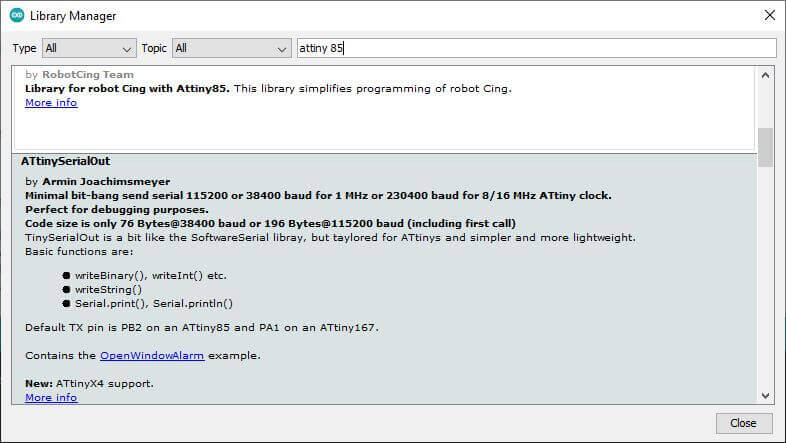 Library Manager
Type All Topic All attiny 85
by RobotCing Team
Library for robot Cing with Attiny85. This library simplifies programming of robot Cing.
More info
ATtinySerialOut
by Armin Joachimsmeyer
Minimal bit-bang send serial 115200 or 38400 baud for 1 MHz or 230400 baud for 8/16 MHz ATtiny clock.
Perfect for debugging purposes.
Code size is only 76 Bytes@38400 baud or 196 Bytes@115200 baud (including first call)
TinySerialOut is a bit like the SoftwareSerial libray, but taylored for ATtinys and simpler and more lightweight.
Basic functions are:
● writeBinary(), writeInt() etc.
● writeString()
● Serial.print(), Serial.println()
Default TX pin is PB2 on an ATtiny85 and PA1 on an ATtiny167.
Contains the OpenWindowAlarm example.
New: ATtinyX4 support.
More info
Close